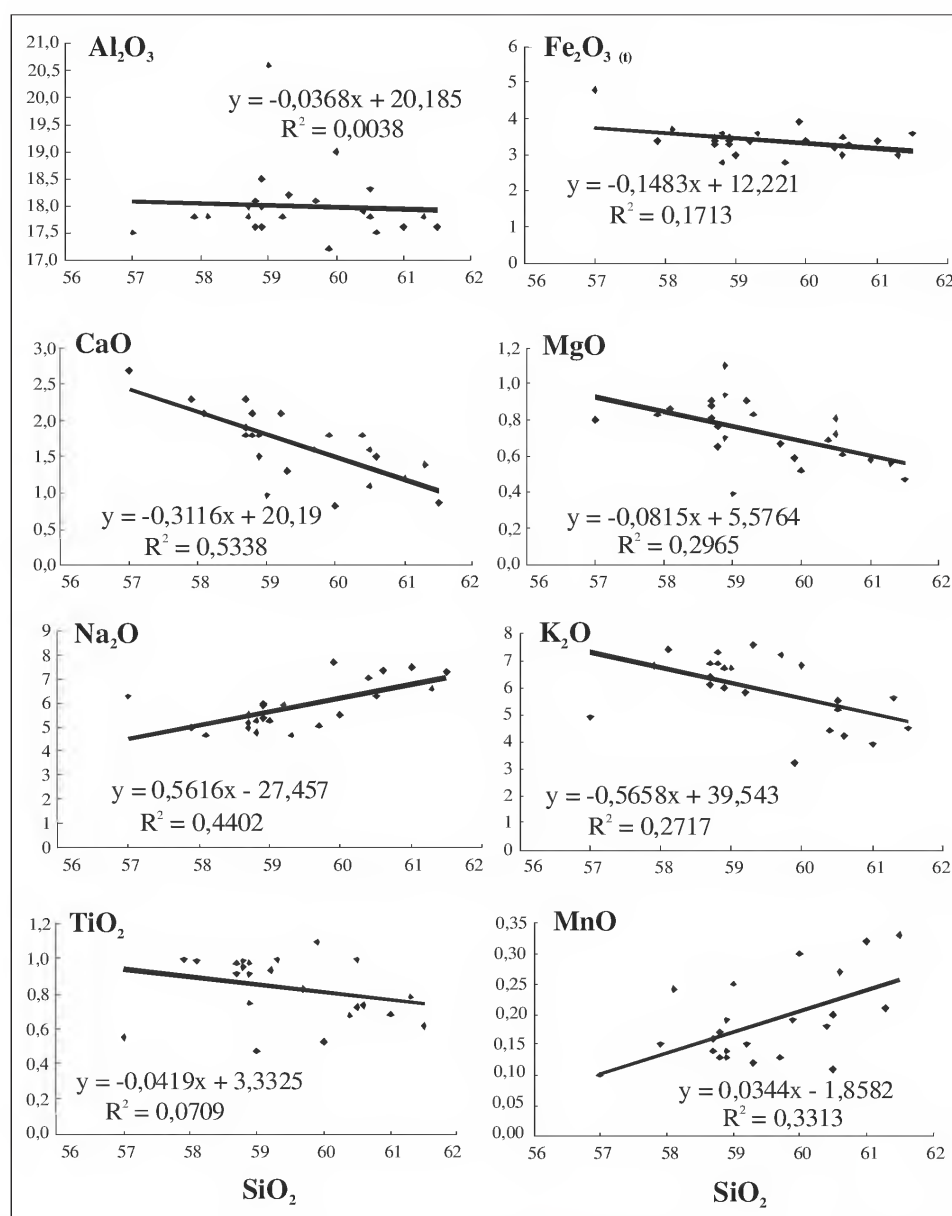 Al₂O₃
21,0
20,5
20,0
19,5
19,0
18,5
18,0
17,5
17,0
y = -0,0368x + 20,185
R² = 0,0038
56 57 58 59 60 61 62
Fe₂O₃ (t)
6
5
4
3
2
1
0
y = -0,1483x + 12,221
R² = 0,1713
56 57 58 59 60 61 62
CaO
3,0
2,5
2,0
1,5
1,0
0,5
0,0
y = -0,3116x + 20,19
R² = 0,5338
56 57 58 59 60 61 62
MgO
1,2
1,0
0,8
0,6
0,4
0,2
0,0
y = -0,0815x + 5,5764
R² = 0,2965
56 57 58 59 60 61 62
Na₂O
9
8
7
6
5
4
3
2
1
0
y = 0,5616x - 27,457
R² = 0,4402
56 57 58 59 60 61 62
K₂O
8
7
6
5
4
3
2
1
0
y = -0,5658x + 39,543
R² = 0,2717
56 57 58 59 60 61 62
TiO₂
1,2
1,0
0,8
0,6
0,4
0,2
0,0
y = -0,0419x + 3,3325
R² = 0,0709
56 57 58 59 60 61 62
SiO₂
MnO
0,35
0,30
0,25
0,20
0,15
0,10
0,05
0,00
y = 0,0344x - 1,8582
R² = 0,3313
56 57 58 59 60 61 62
SiO₂